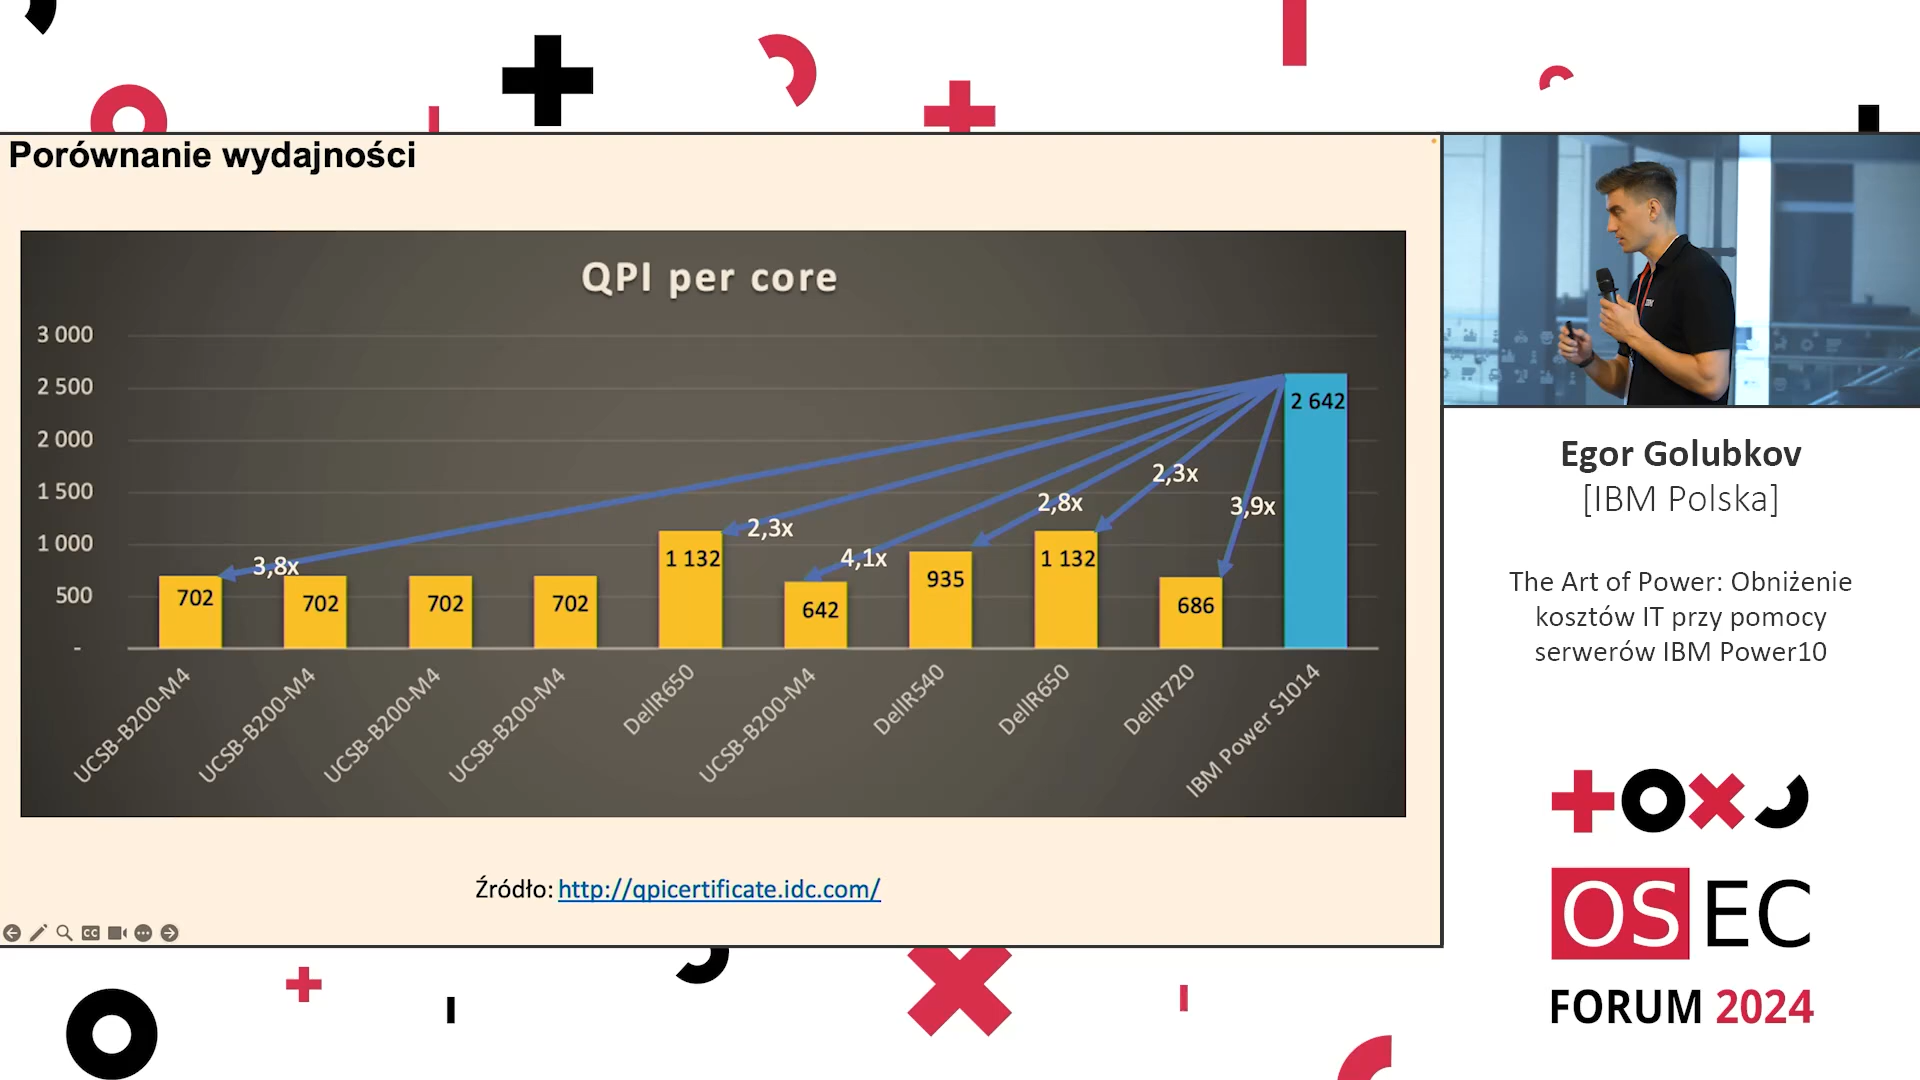 Porównanie wydajności
QPI per core
3 000
2 500
2 000
1 500
1 000
500
-
3,8x
2,3x
4,1x
2,8x
2,3x
3,9x
702
702
702
702
1 132
642
935
1 132
686
2 642
UCSB-B200-M4
UCSB-B200-M4
UCSB-B200-M4
UCSB-B200-M4
DellR650
UCSB-B200-M4
DellR540
DellR650
DellR720
IBM Power S1014
Źródło: http://qpicertificate.idc.com/
CC
Egor Golubkov
[IBM Polska]
The Art of Power: Obniżenie
kosztów IT przy pomocy
serwerów IBM Power10
OSEC
FORUM 2024